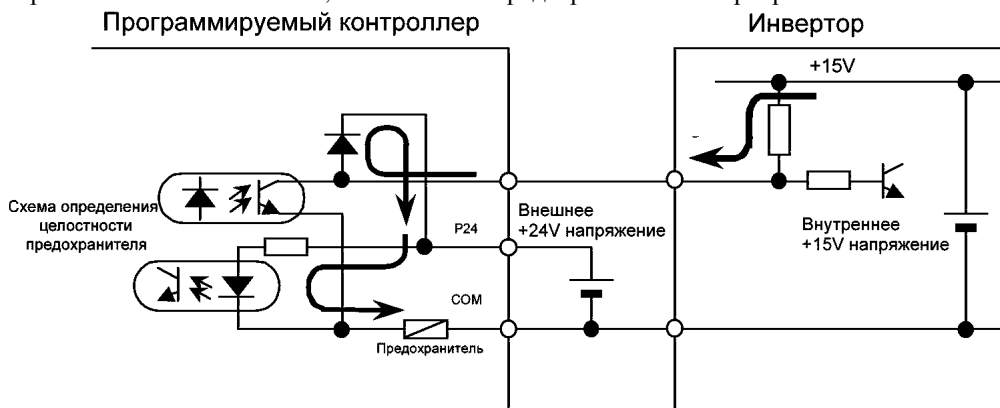 Программируемый контроллер
Инвертор
+15V
Схема определения
целостности
предохранителя
P24
Внешнее
+24V напряжение
Внутреннее
+15V напряжение
COM
Предохранитель